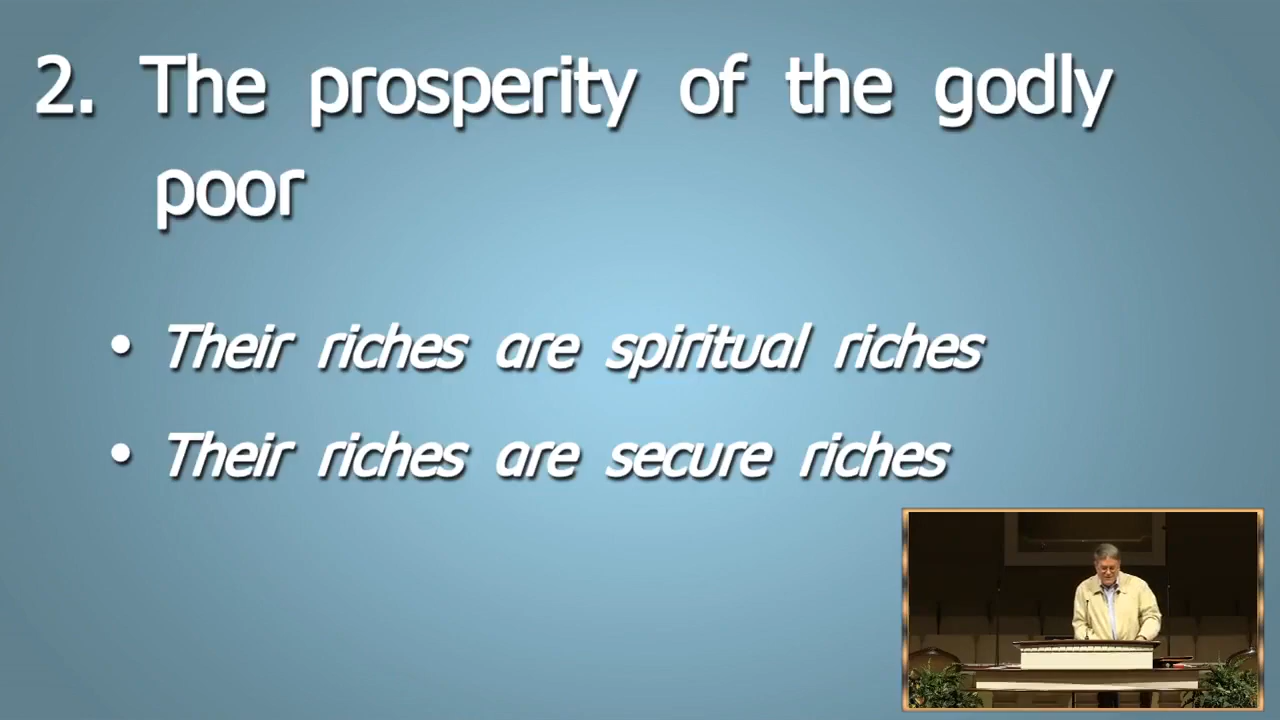 2. The prosperity of the godly
poor
• Their riches are spiritual riches
• Their riches are secure riches